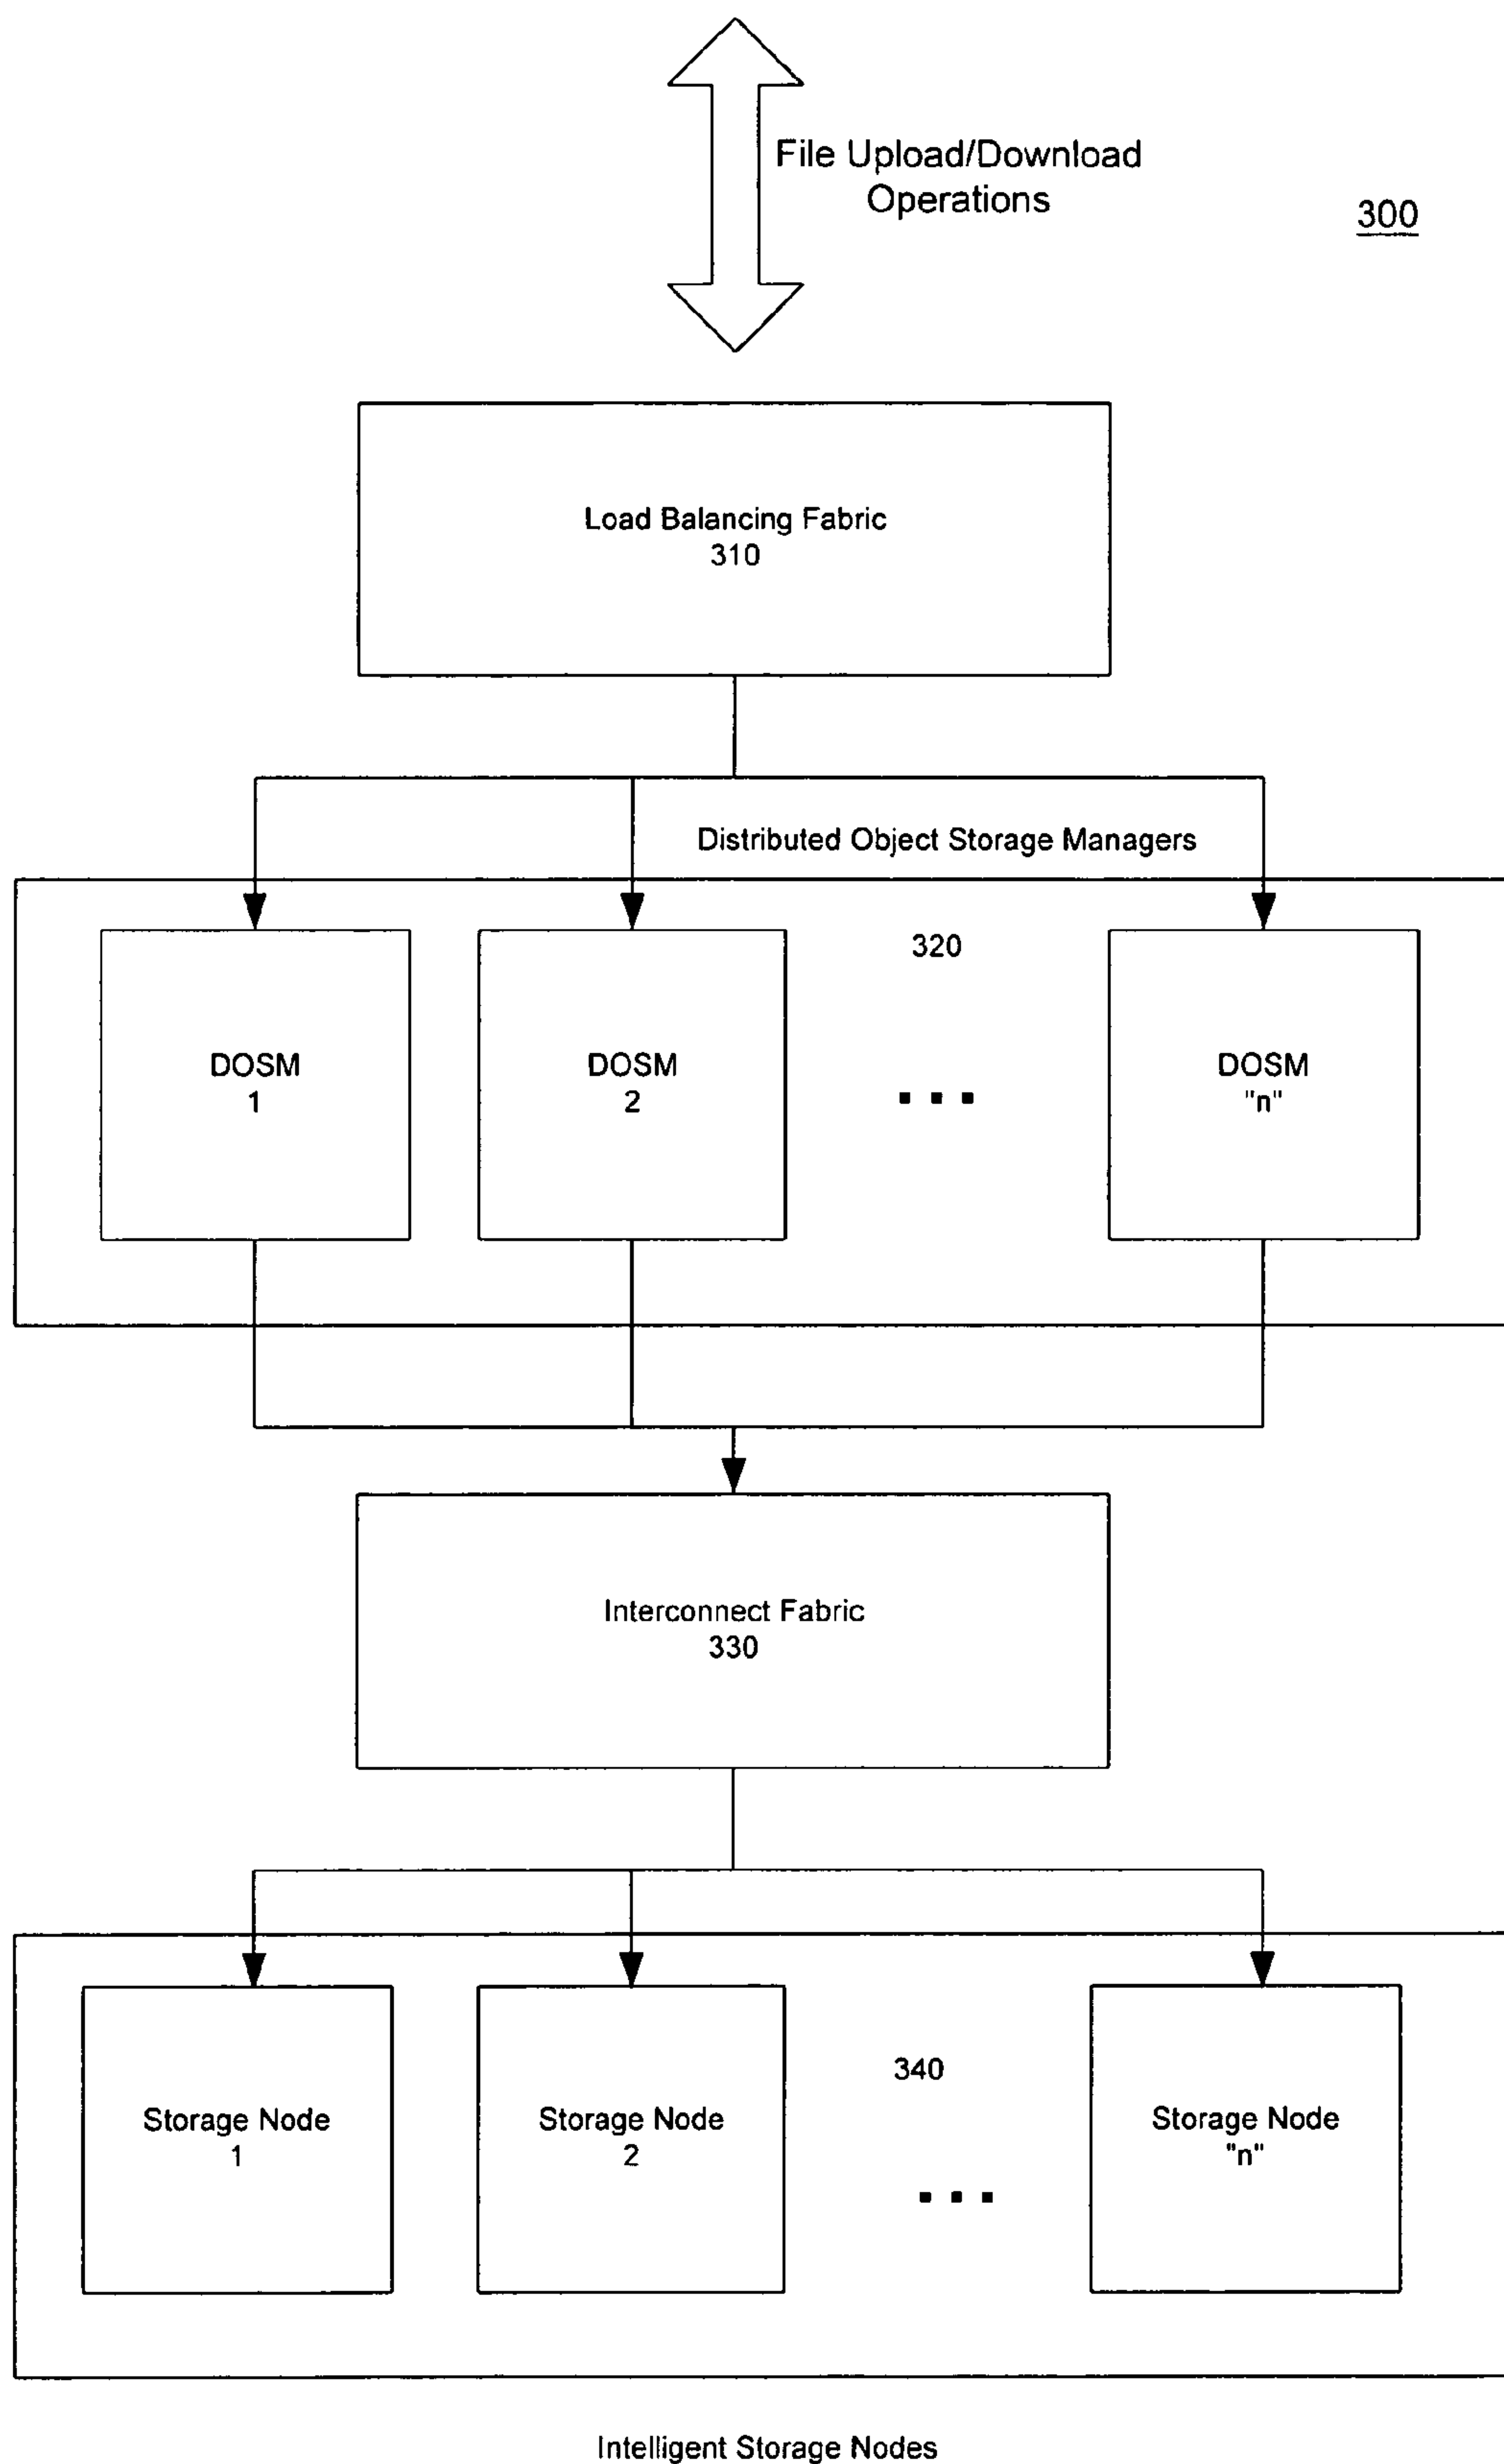 File Upload/Download
Operations
300
Load Balancing Fabric
310
Distributed Object Storage Managers
320
DOSM
1
DOSM
2
DOSM
"n"
Interconnect Fabric
330
340
Storage Node
1
Storage Node
2
Storage Node
"n"
Intelligent Storage Nodes